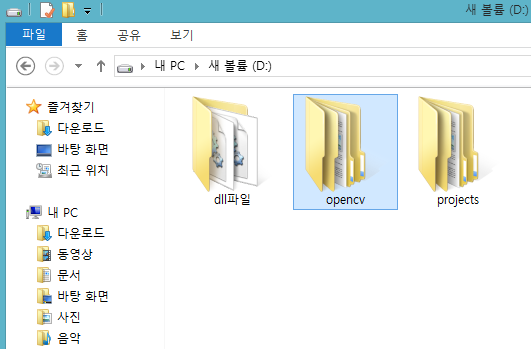 새 볼륨 (D:)
파일 홈 공유 보기
내 PC 새 볼륨 (D:)
즐겨찾기
다운로드
바탕 화면
최근 위치
dll파일 opencv projects
내 PC
다운로드
동영상
문서
바탕 화면
사진
음악